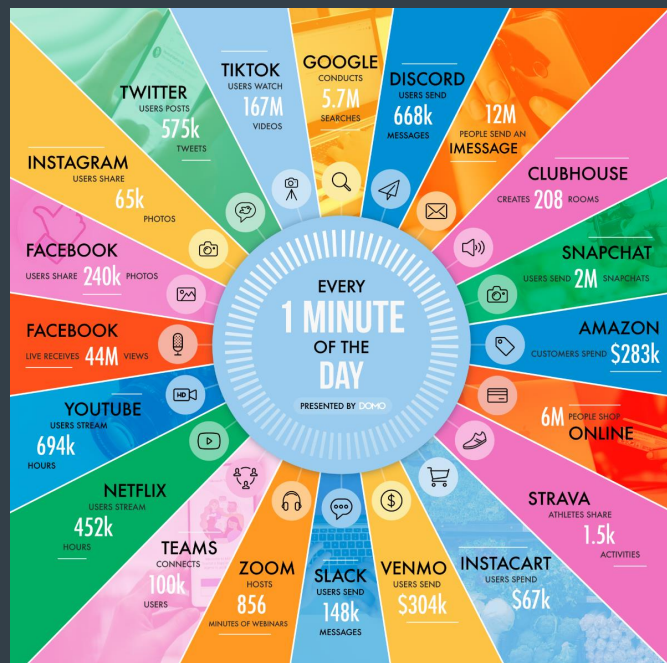 EVERY
1 MINUTE
OF THE
DAY
PRESENTED BY DOMO
GOOGLE
CONDUCTS
5.7M
SEARCHES
DISCORD
USERS SEND
668k
MESSAGES
12M
PEOPLE SEND AN
IMESSAGE
CLUBHOUSE
CREATES 208 ROOMS
SNAPCHAT
USERS SEND 2M SNAPCHATS
AMAZON
CUSTOMERS SPEND $283k
6M PEOPLE SHOP
ONLINE
STRAVA
ATHLETES SHARE
1.5k
ACTIVITIES
INSTACART
USERS SPEND
$67k
VENMO
USERS SEND
$304k
SLACK
USERS SEND
148k
MESSAGES
ZOOM
HOSTS
856
MINUTES OF WEBINARS
TEAMS
CONNECTS
100k
USERS
NETFLIX
USERS STREAM
452k
HOURS
YOUTUBE
USERS STREAM
694k
HOURS
HD
FACEBOOK
LIVE RECEIVES 44M VIEWS
FACEBOOK
USERS SHARE 240k PHOTOS
INSTAGRAM
USERS SHARE
65k
PHOTOS
TWITTER
USERS POSTS
575k
TWEETS
TIKTOK
USERS WATCH
167M
VIDEOS